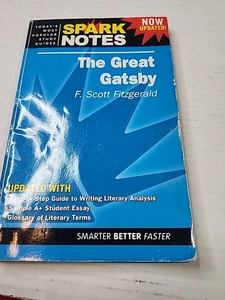 TODAY'S
MOST
POPULAR
STUDY
GUIDES
SPARK
NOTES
NOW
UPDATED!
The Great
Gatsby
F. Scott Fitzgerald
UPDATED WITH
Step Guide to Writing Literary Analysis
A+ Student Essay
Glossary of Literary Terms
SMARTER BETTER FASTER